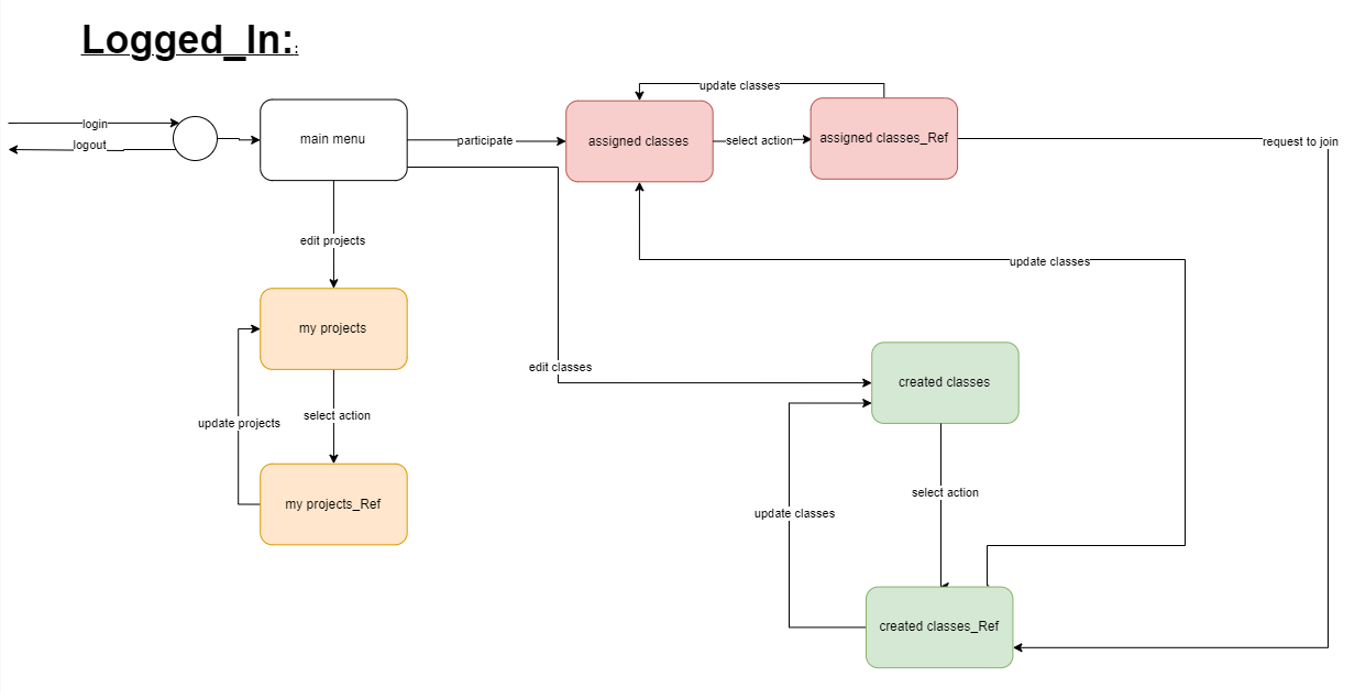 Logged_In::
update classes
login
main menu
participate
assigned classes
select action
assigned classes_Ref
request to join
logout
edit projects
update classes
my projects
edit classes
created classes
select action
update projects
select action
update classes
my projects_Ref
created classes_Ref